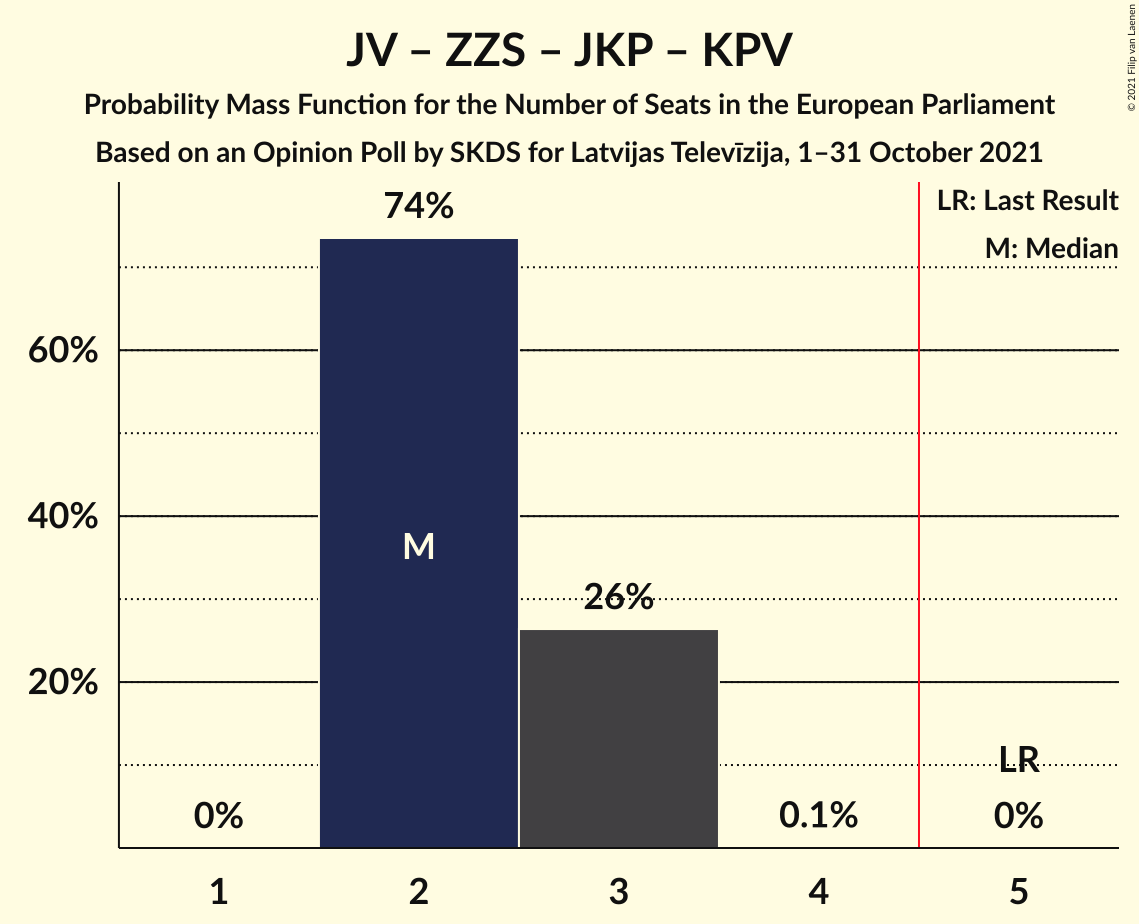 JV – ZZS – JKP – KPV
Probability Mass Function for the Number of Seats in the European Parliament
Based on an Opinion Poll by SKDS for Latvijas Televīzija, 1–31 October 2021
© 2021 Filip van Laenen
LR: Last Result
M: Median
74%
60%
40%
20%
M
26%
LR
0%
0.1%
0%
1
2
3
4
5